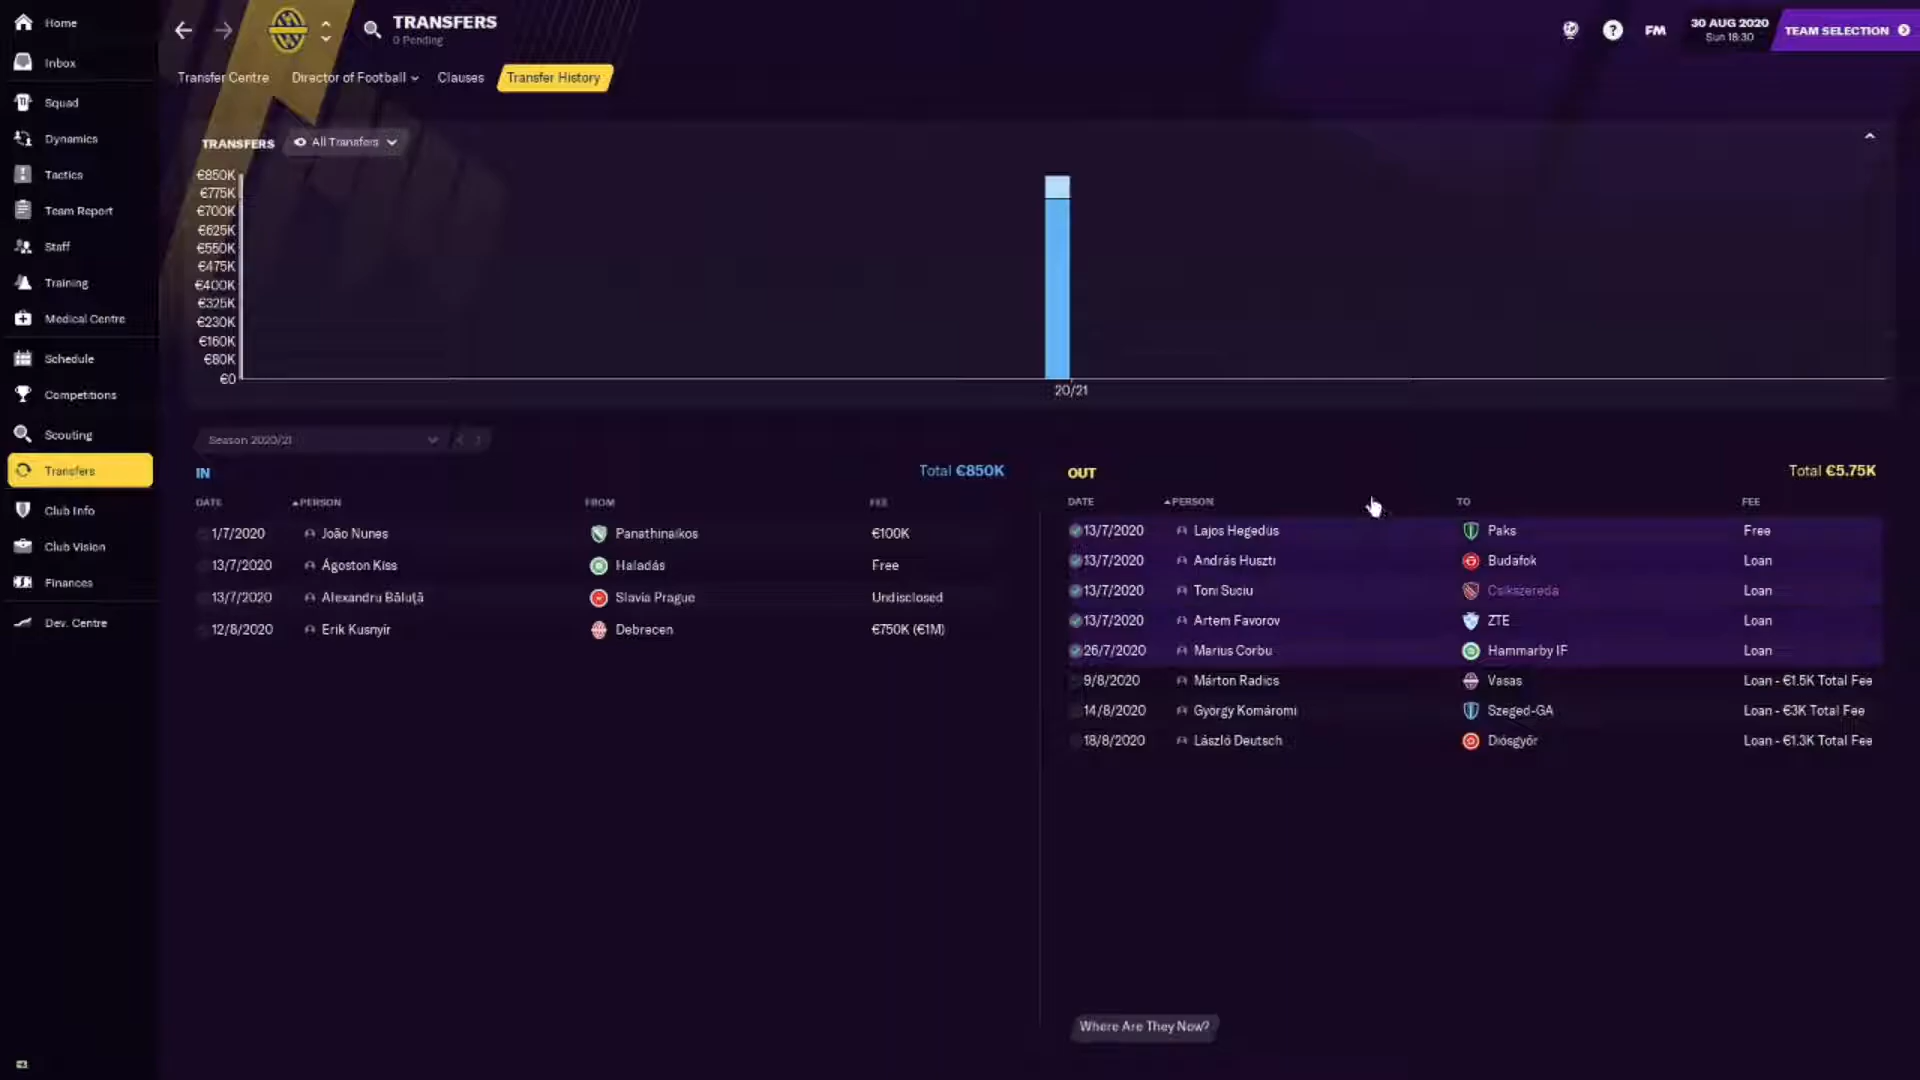 Home
Inbox
Squad
Dynamics
Tactics
Team Report
Staff
Training
Medical Centre
Schedule
Competitions
Scouting
Transfers
Club Info
Club Vision
Finances
Dev. Centre
TRANSFERS
0 Pending
FM
30 AUG 2020
Sun 18:30
TEAM SELECTION
Transfer Centre Director of Football Clauses Transfer History
TRANSFERS All Transfers
€850K
€775K
€700K
€625K
€550K
€475K
€400K
€325K
€230K
€160K
€80K
€0
20/21
Season 2020/21
IN Total €850K
DATE PERSON FROM FEE
1/7/2020 João Nunes Panathinaikos €100K
13/7/2020 Ágoston Kiss Haladás Free
13/7/2020 Alexandru Băluţă Slavia Prague Undisclosed
12/8/2020 Erik Kusnyír Debrecen €750K (€1M)
OUT Total €5.75K
DATE PERSON TO FEE
13/7/2020 Lajos Hegedüs Paks Free
13/7/2020 András Huszti Budafok Loan
13/7/2020 Toni Suciu Csíkszereda Loan
13/7/2020 Artem Favorov ZTE Loan
26/7/2020 Marius Corbu Hammarby IF Loan
9/8/2020 Márton Radics Vasas Loan - €1.5K Total Fee
14/8/2020 György Komáromi Szeged-GA Loan - €3K Total Fee
18/8/2020 László Deutsch Diósgyőr Loan - €1.3K Total Fee
Where Are They Now?